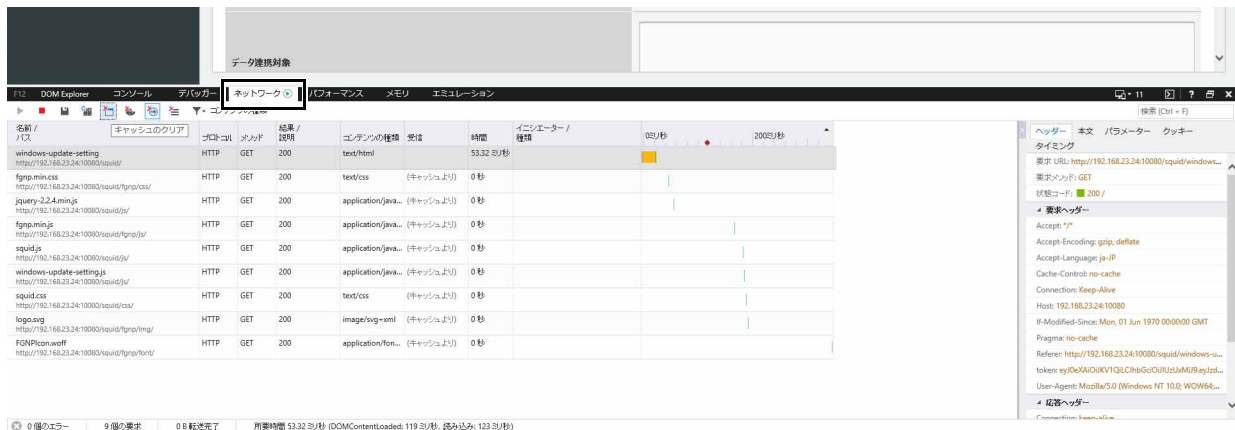 データ連携対象
F12 DOM Explorer コンソール デバッガー ネットワーク パフォーマンス メモリ エミュレーション 11 ?
コンテンツの種類
検索 (Ctrl + F)
キャッシュのクリア
名前 / パス プロトコル メソッド 結果 / 説明 コンテンツの種類 受信 時間 イニシエーター / 種類 0ミリ秒 200ミリ秒
windows-update-setting HTTP GET 200 text/html 53.32 ミリ秒
http://192.168.23.24:10080/squid/
fgnp.min.css HTTP GET 200 text/css (キャッシュより) 0 秒
http://192.168.23.24:10080/squid/fgnp/css/
jquery-2.2.4.min.js HTTP GET 200 application/java... (キャッシュより) 0 秒
http://192.168.23.24:10080/squid/js/
fgnp.min.js HTTP GET 200 application/java... (キャッシュより) 0 秒
http://192.168.23.24:10080/squid/fgnp/js/
squid.js HTTP GET 200 application/java... (キャッシュより) 0 秒
http://192.168.23.24:10080/squid/js/
windows-update-setting.js HTTP GET 200 application/java... (キャッシュより) 0 秒
http://192.168.23.24:10080/squid/js/
squid.css HTTP GET 200 text/css (キャッシュより) 0 秒
http://192.168.23.24:10080/squid/css/
logo.svg HTTP GET 200 image/svg+xml (キャッシュより) 0 秒
http://192.168.23.24:10080/squid/fgnp/img/
FGNPIcon.woff HTTP GET 200 application/fon... (キャッシュより) 0 秒
http://192.168.23.24:10080/squid/fgnp/font/
ヘッダー 本文 パラメーター クッキー
タイミング
要求 URL: http://192.168.23.24:10080/squid/windows...
要求メソッド: GET
状態コード: 200 /
要求ヘッダー
Accept: */*
Accept-Encoding: gzip, deflate
Accept-Language: ja-JP
Cache-Control: no-cache
Connection: Keep-Alive
Host: 192.168.23.24:10080
If-Modified-Since: Mon, 01 Jun 1970 00:00:00 GMT
Pragma: no-cache
Referer: http://192.168.23.24:10080/squid/windows-u...
User-Agent: Mozilla/5.0 (Windows NT 10.0; WOW64;...
応答ヘッダー
Connection: keep-alive
0 個のエラー 9 個の要求 0 B 転送完了 所要時間 53.32 ミリ秒 (DOMContentLoaded: 119 ミリ秒、読み込み: 123 ミリ秒)